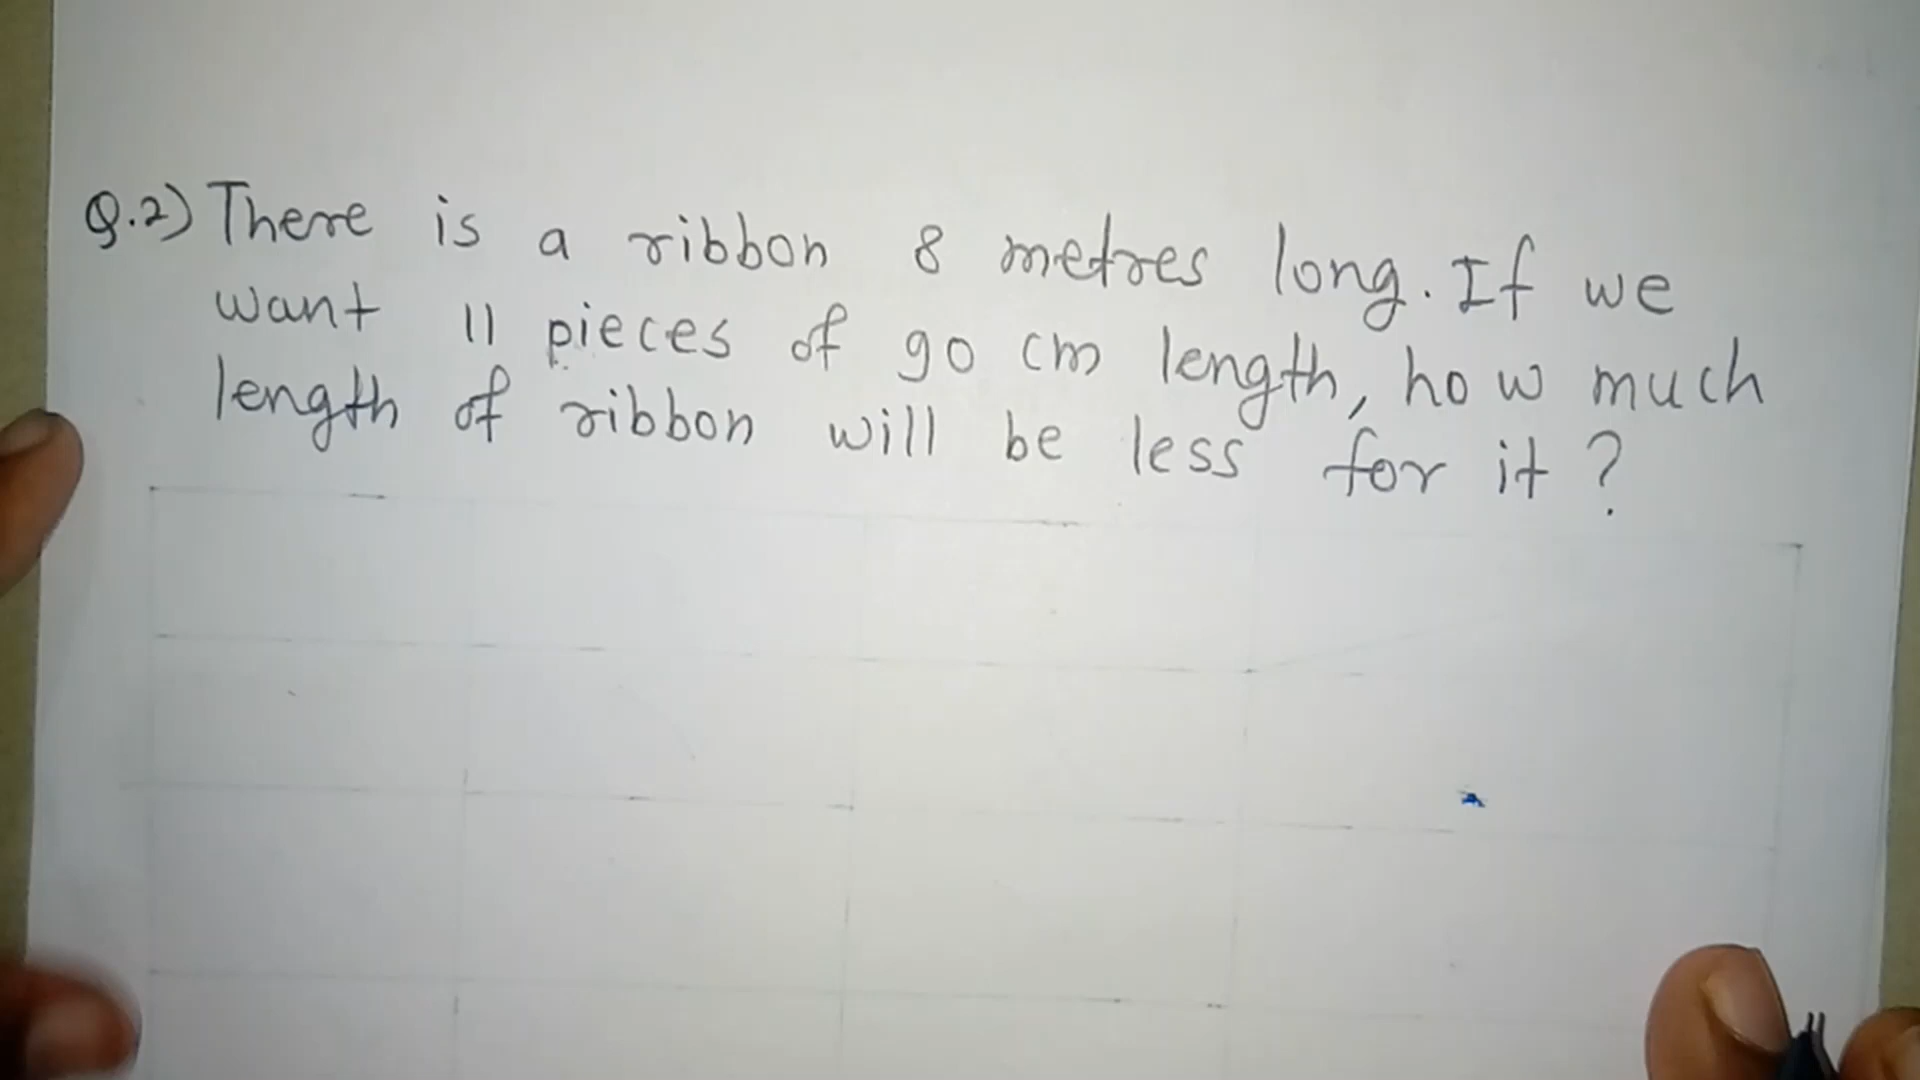 Q.2) There is a ribbon 8 metres long. If we
want 11 pieces of 90 cm length, how much
length of ribbon will be less for it ?